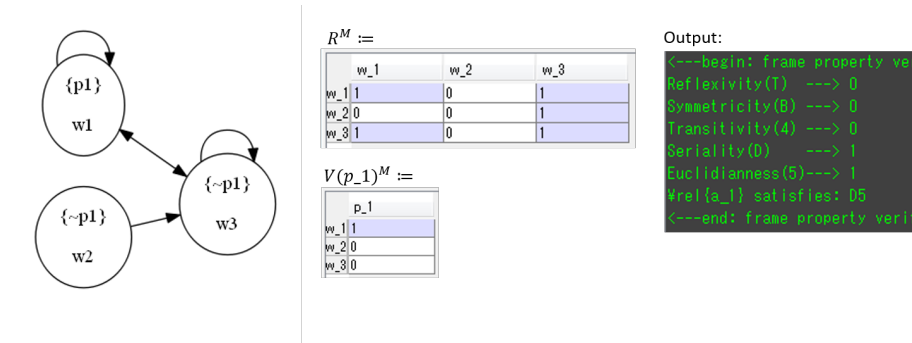 {p1}
w1
{~p1}
w3
{~p1}
w2
R^M :=
w_1 w_2 w_3
w_1 1 0 1
w_2 0 0 1
w_3 1 0 1
V(p_1)^M :=
p_1
w_1 1
w_2 0
w_3 0
Output:
<---begin: frame property
Reflexivity(T) ---> 0
Symmetricity(B) ---> 0
Transitivity(4) ---> 0
Seriality(D) ---> 1
Euclidianness(5)---> 1
¥rel{a_1} satisfies: D5
<---end: frame property